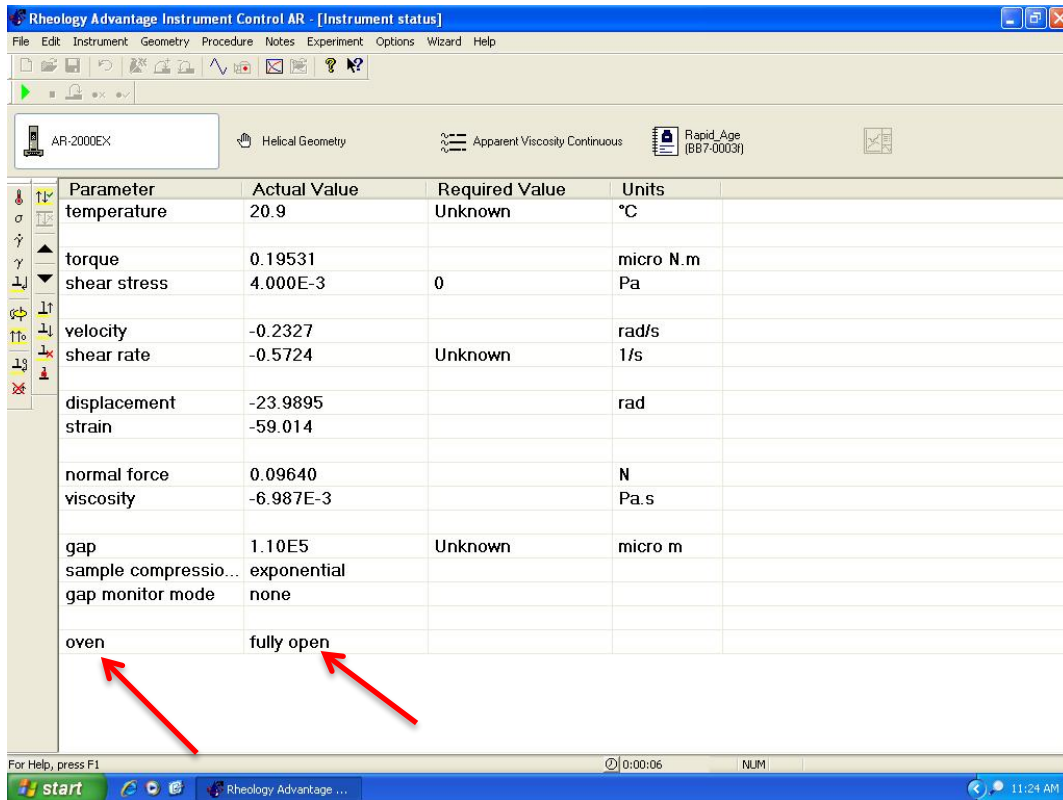 Rheology Advantage Instrument Control AR - [Instrument status]
File Edit Instrument Geometry Procedure Notes Experiment Options Wizard Help
AR-2000EX Helical Geometry Apparent Viscosity Continuous Rapid_Age
(BB7-0003f)
Parameter Actual Value Required Value Units
temperature 20.9 Unknown °C
torque 0.19531 micro N.m
shear stress 4.000E-3 0 Pa
velocity -0.2327 rad/s
shear rate -0.5724 Unknown 1/s
displacement -23.9895 rad
strain -59.014
normal force 0.09640 N
viscosity -6.987E-3 Pa.s
gap 1.10E5 Unknown micro m
sample compressio... exponential
gap monitor mode none
oven fully open
For Help, press F1 0:00:06 NUM
start Rheology Advantage ... 11:24 AM